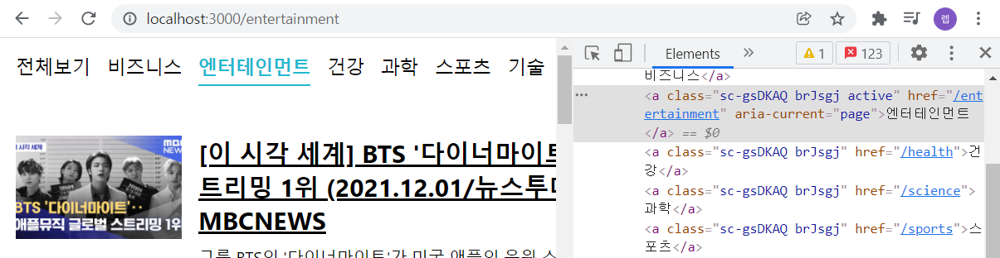 localhost:3000/entertainment
렙
전체보기 비즈니스 엔터테인먼트 건강 과학 스포츠 기술
이 시각 세계 MBC
NEWS
BTS '다이너마이트'··
애플뮤직 글로벌 스트리밍 1위
[이 시각 세계] BTS '다이너마이트
트리밍 1위 (2021.12.01/뉴스투데
MBCNEWS
그룹 BTS의 '다이너마이트'가 미국 애플의 음원 스
Elements » 1 123
비즈니스</a>
··· <a class="sc-gsDKAQ brJsgj active" href="/ent
ertainment" aria-current="page">엔터테인먼트
</a> == $0
<a class="sc-gsDKAQ brJsgj" href="/health">건
강</a>
<a class="sc-gsDKAQ brJsgj" href="/science">
과학</a>
<a class="sc-gsDKAQ brJsgj" href="/sports">스
포츠</a>